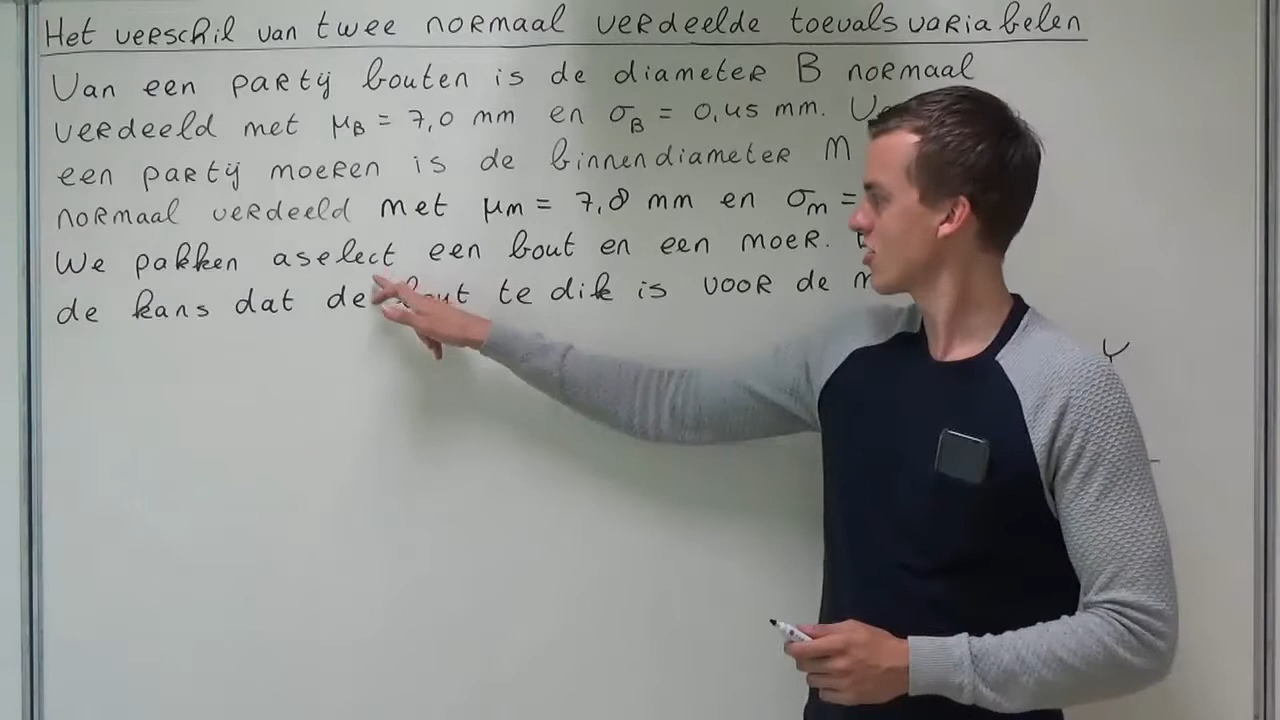 Het verschil van twee normaal verdeelde toevalsvariabelen
Van een partij bouten is de diameter B normaal
verdeeld met μB = 7,0 mm en σB = 0,45 mm.
een partij moeren is de binnendiameter M
normaal verdeeld met μm = 7,8 mm en σm =
We pakken aselect een bout en een moer.
de kans dat de bout te dik is voor de